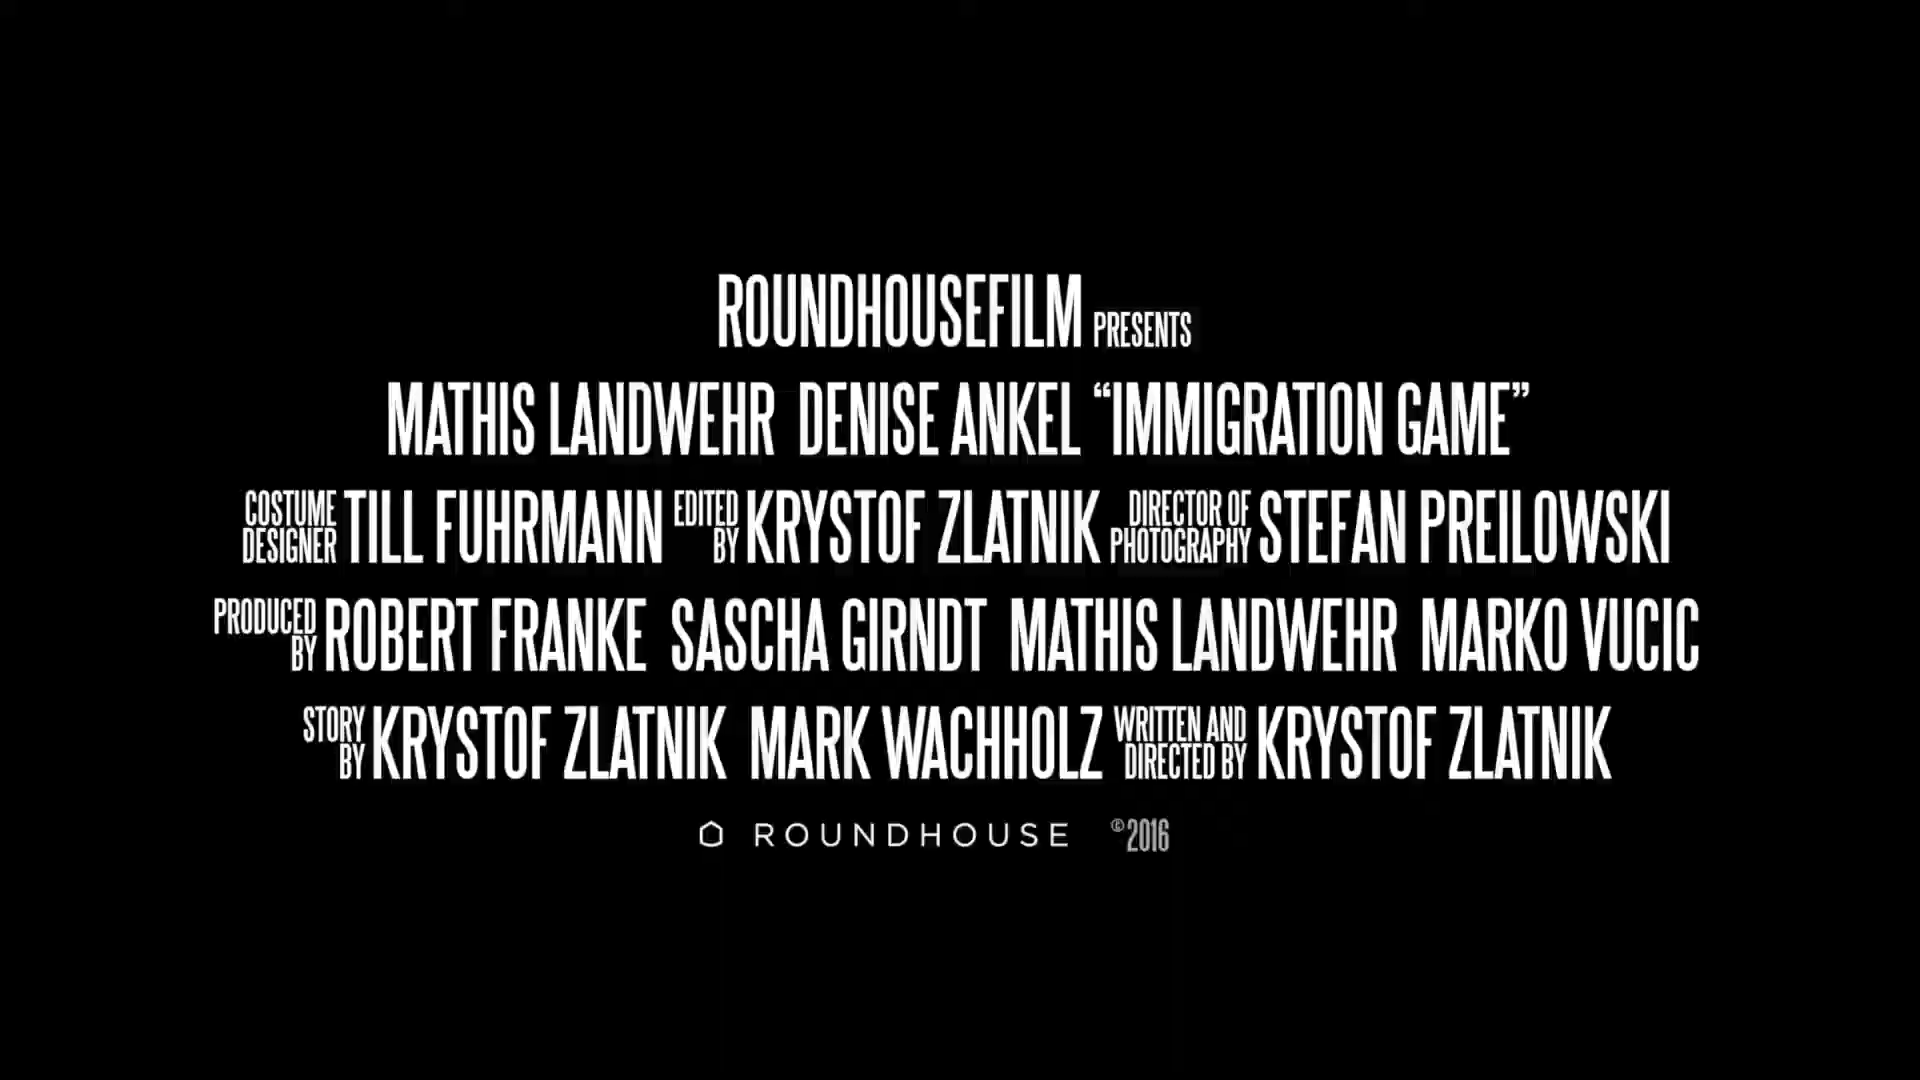 ROUNDHOUSEFILM PRESENTS
MATHIS LANDWEHR DENISE ANKEL “IMMIGRATION GAME”
COSTUME DESIGNER TILL FUHRMANN EDITED BY KRYSTOF ZLATNIK DIRECTOR OF PHOTOGRAPHY STEFAN PREILOWSKI
PRODUCED BY ROBERT FRANKE SASCHA GIRNDT MATHIS LANDWEHR MARKO VUCIC
STORY BY KRYSTOF ZLATNIK MARK WACHHOLZ WRITTEN AND DIRECTED BY KRYSTOF ZLATNIK
ROUNDHOUSE ©2016